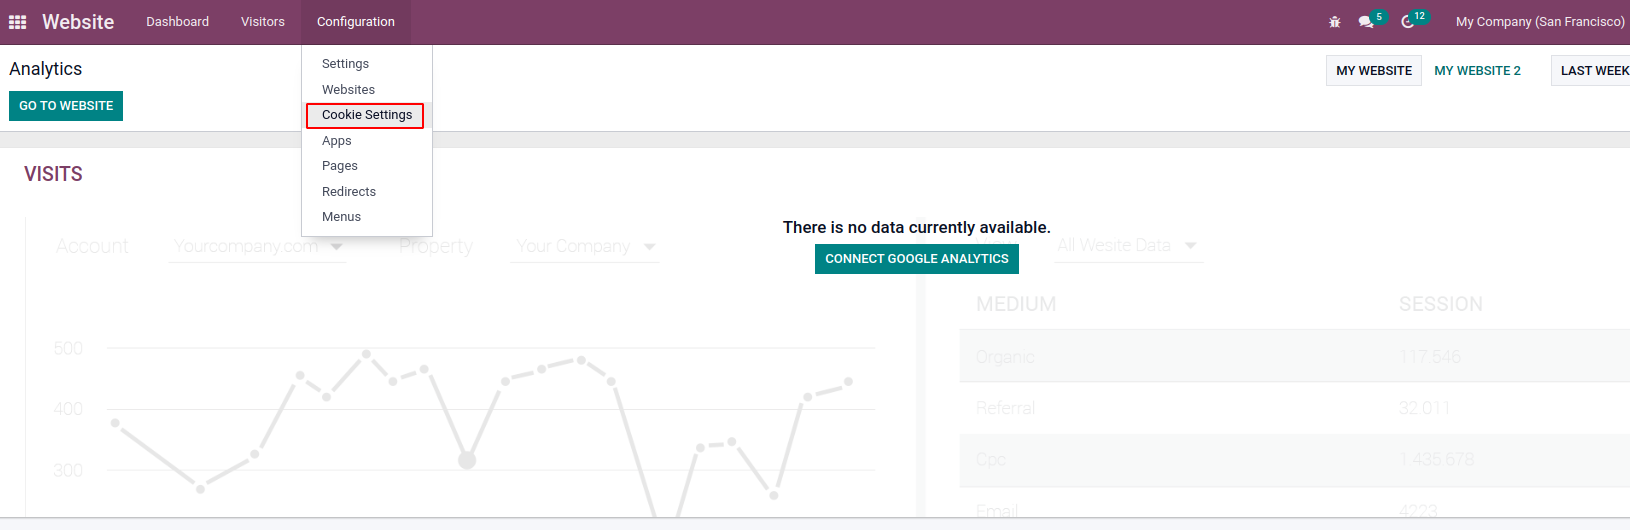 Website Dashboard Visitors Configuration 5 12 My Company (San Francisco)
Analytics
GO TO WEBSITE
MY WEBSITE MY WEBSITE 2 LAST WEEK
Settings
Websites
Cookie Settings
Apps
Pages
Redirects
Menus
VISITS
There is no data currently available.
CONNECT GOOGLE ANALYTICS
Account Yourcompany.com Property Your Company All Wesite Data
500
400
300
MEDIUM SESSION
Organic 117 546
Referral 32 011
Cpc 1 435 678
Email 4223